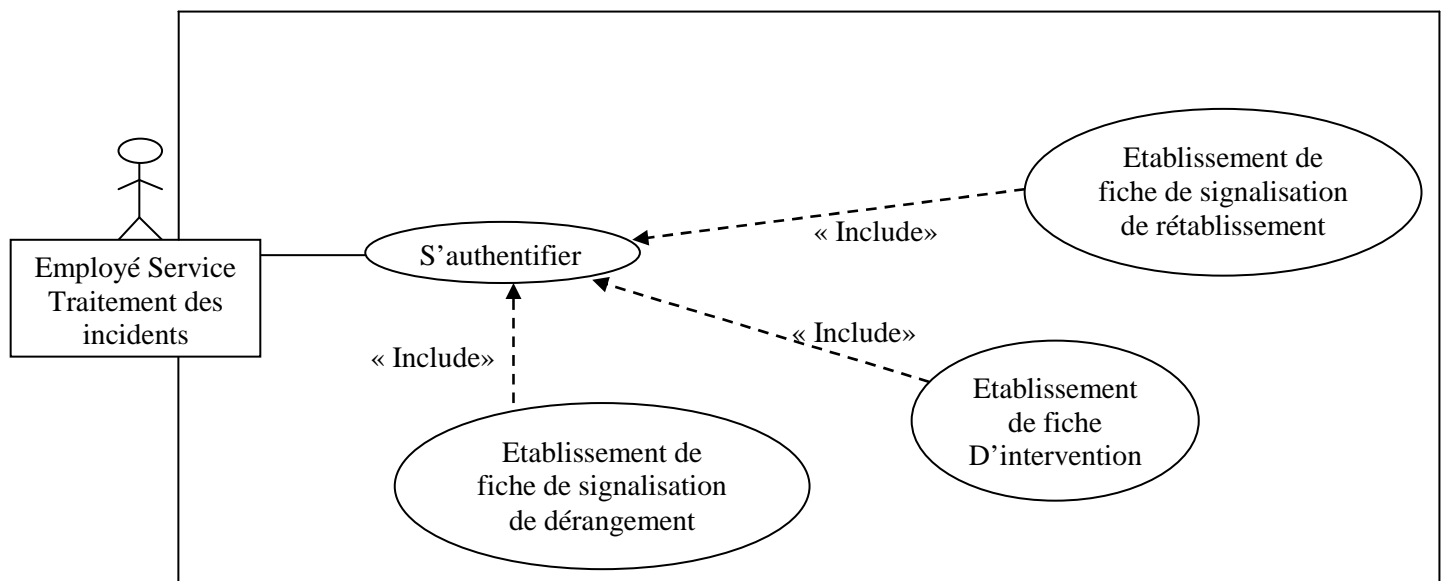 Etablissement de
fiche de signalisation
de rétablissement
« Include»
S’authentifier
Employé Service
Traitement des
incidents
« Include»
« Include»
Etablissement
de fiche
D’intervention
Etablissement de
fiche de signalisation
de dérangement